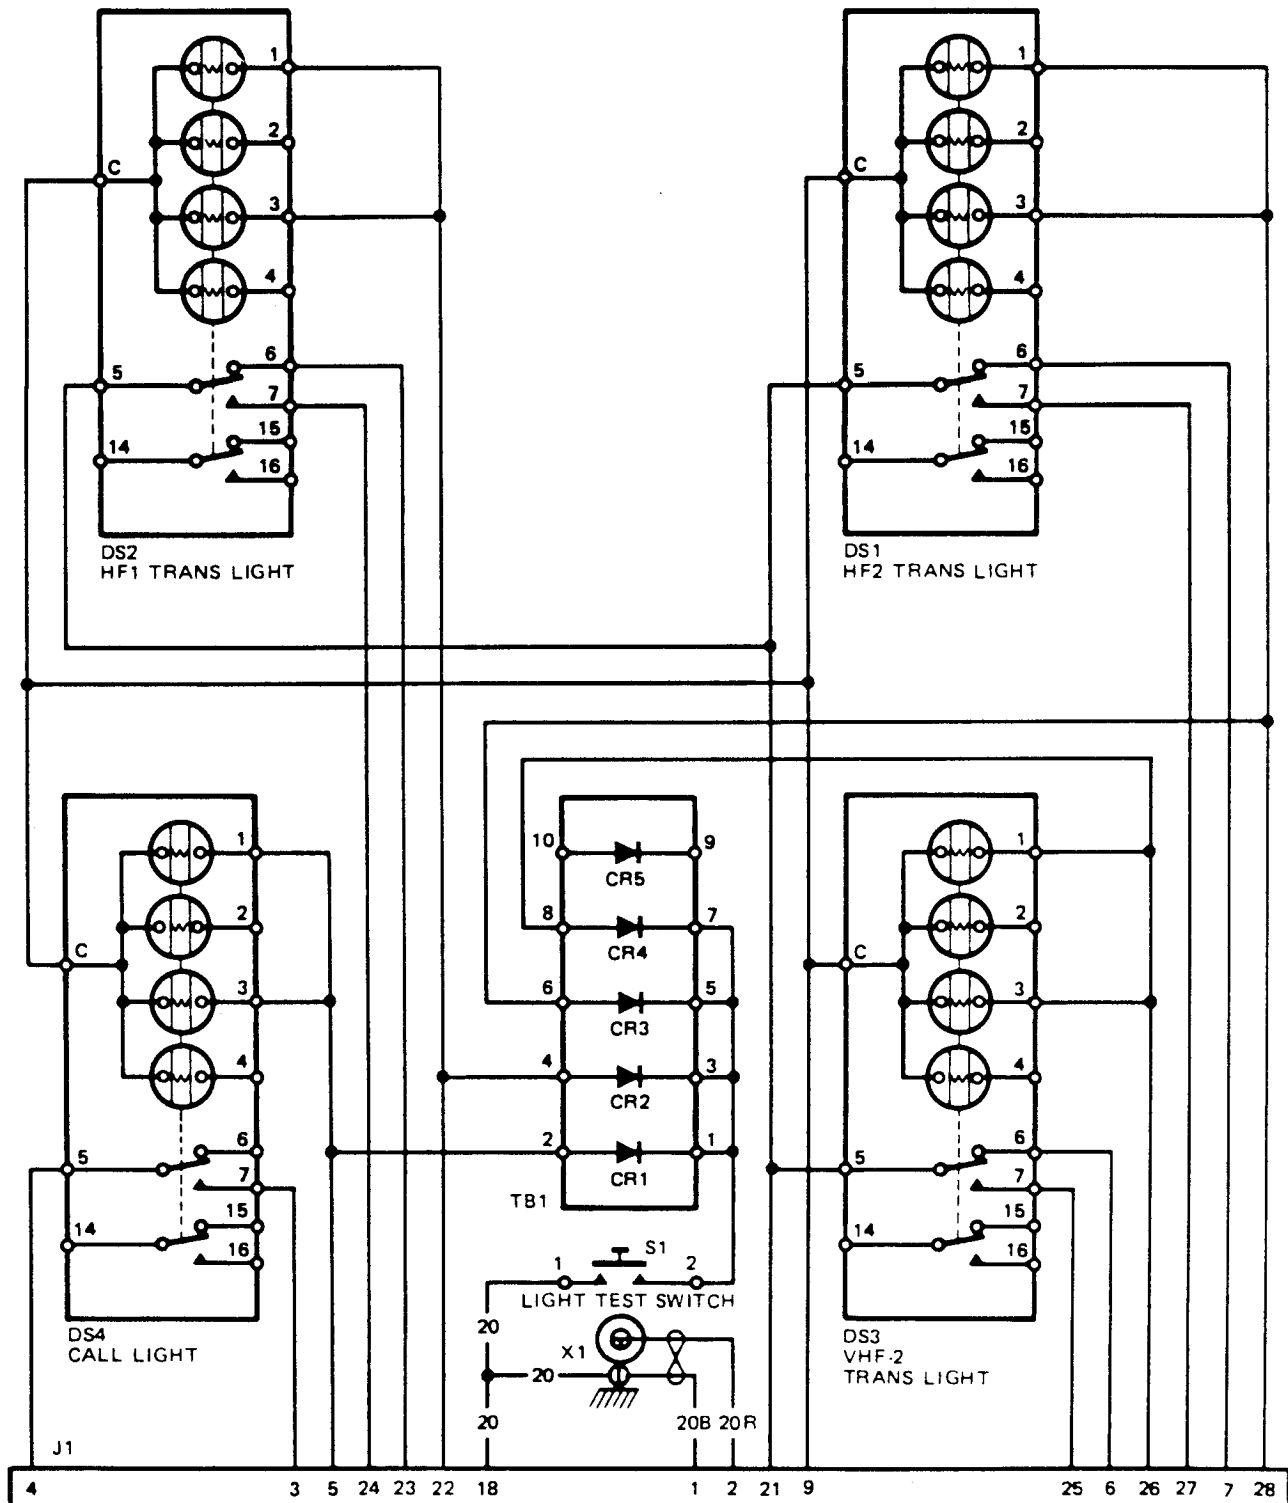 1
2
C
3
4
6
5
7
15
14
16
DS2
HF1 TRANS LIGHT
1
2
C
3
4
6
5
7
15
14
16
DS1
HF2 TRANS LIGHT
1
2
C
3
4
6
5
7
15
14
16
DS4
CALL LIGHT
10 9
CR5
8 7
CR4
6 5
CR3
4 3
CR2
2 1
CR1
TB1
S1
1 2
LIGHT TEST SWITCH
20
X1
20
20 20B 20R
1
2
C
3
4
6
5
7
15
14
16
DS3
VHF-2
TRANS LIGHT
J1
4 3 5 24 23 22 18 1 2 21 9 25 6 26 27 7 28